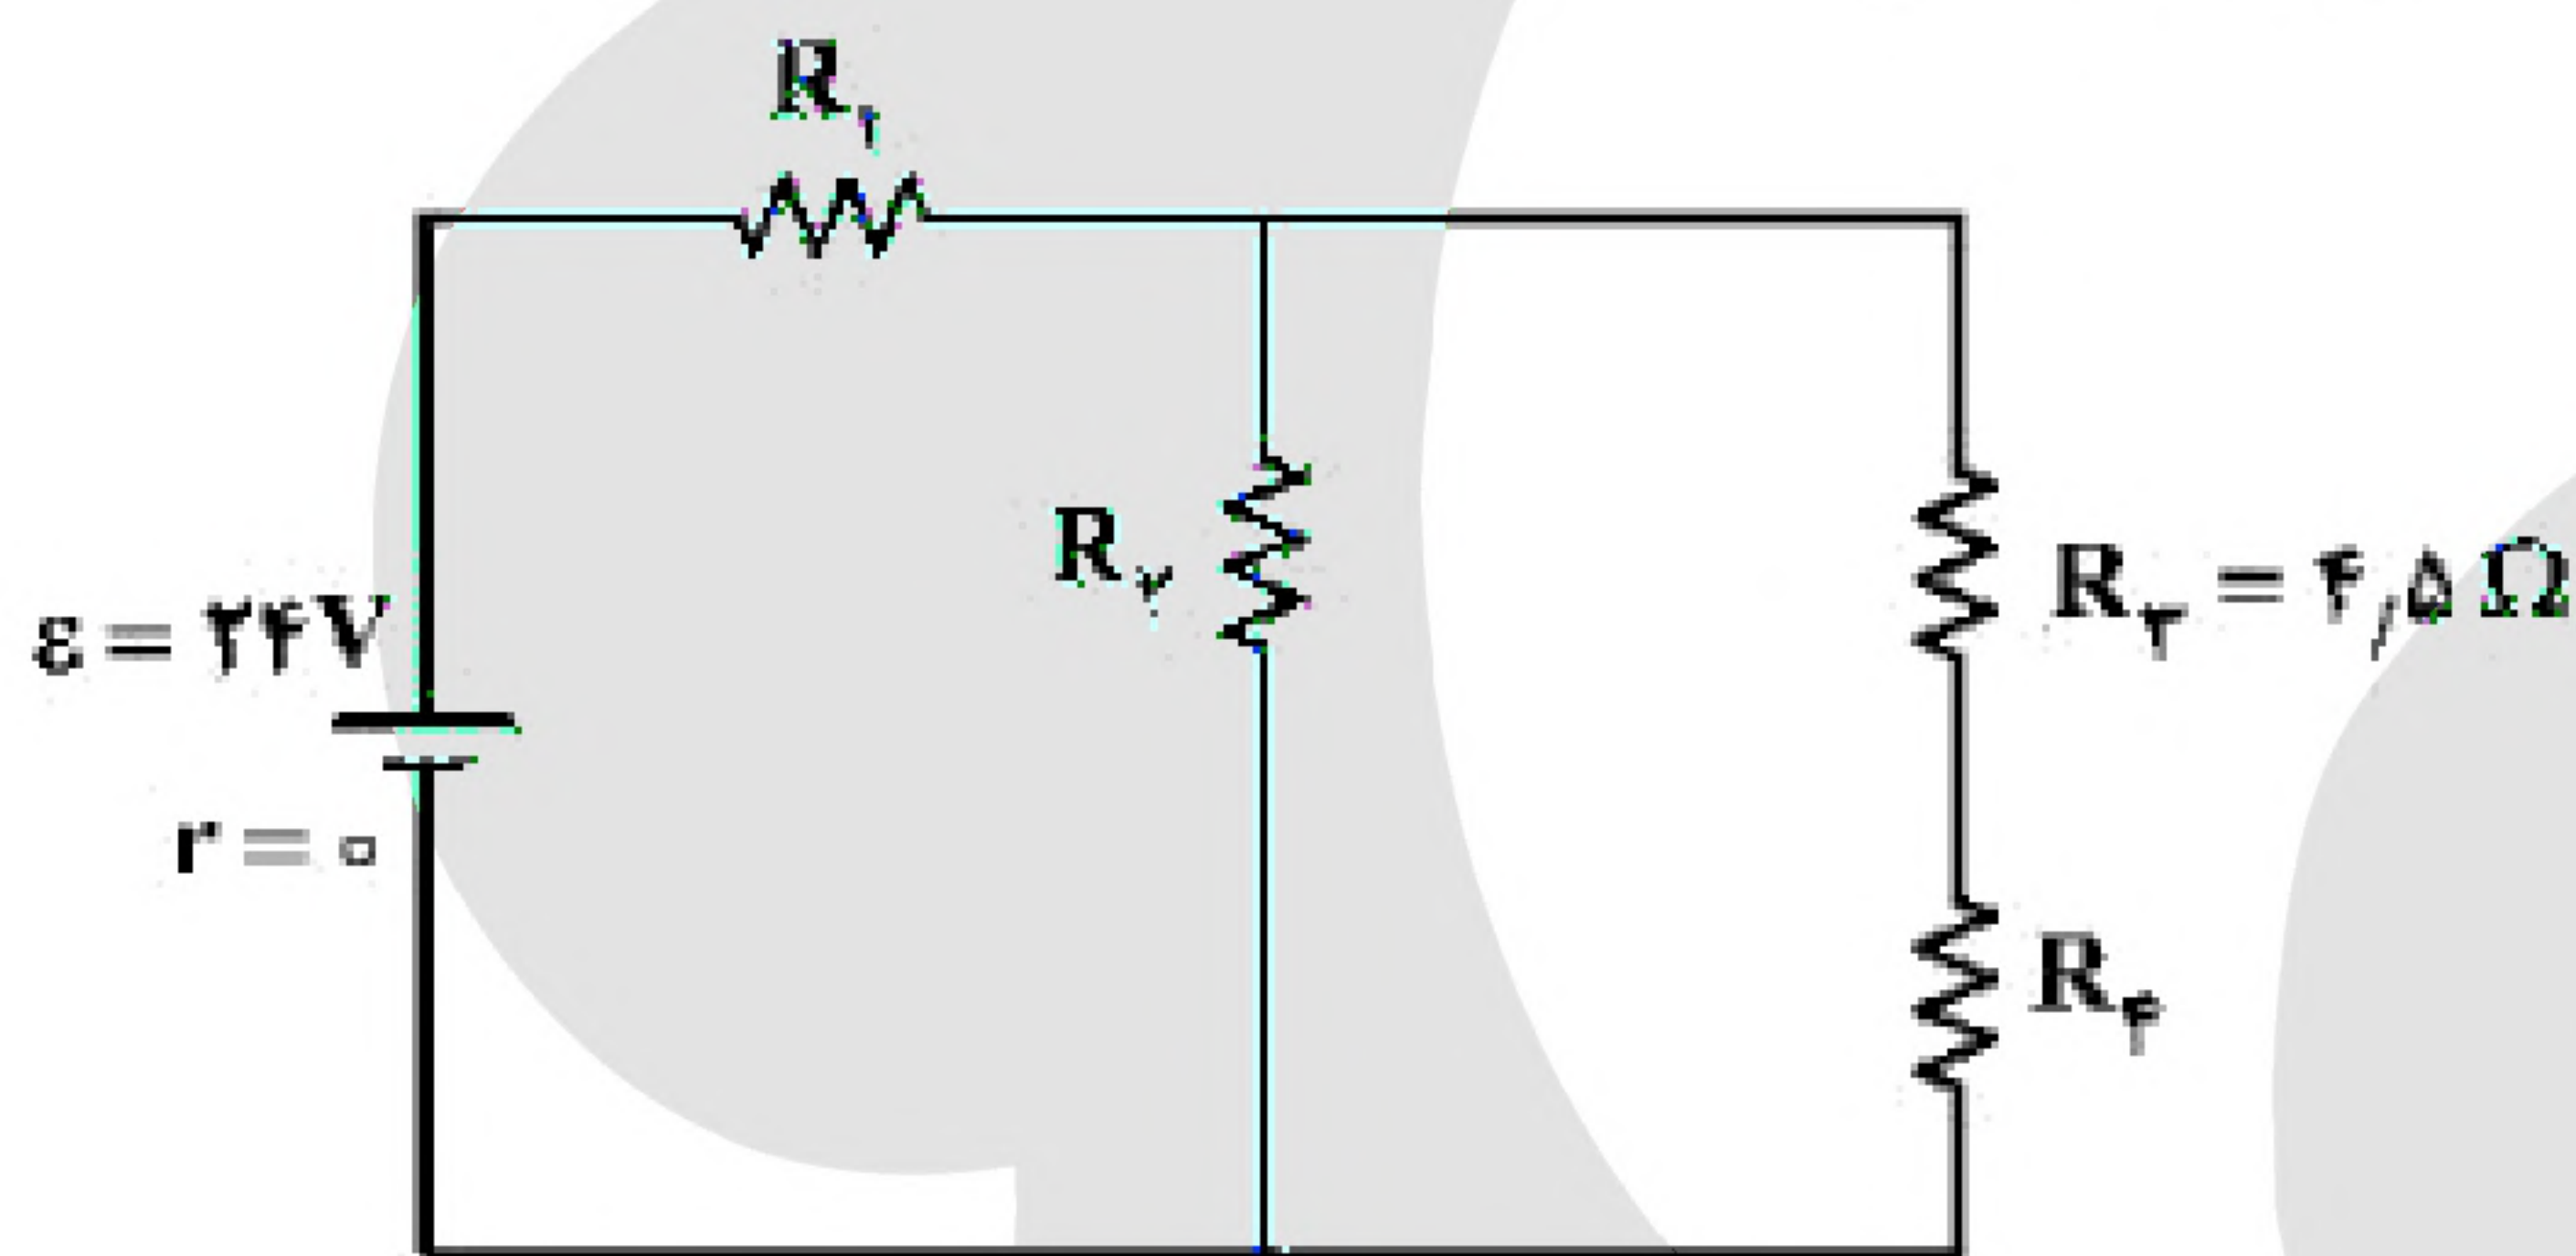 R۱
R۲
R۳ = ۴٫۵ Ω
ε = ۲۴V
r = ۰
R۴